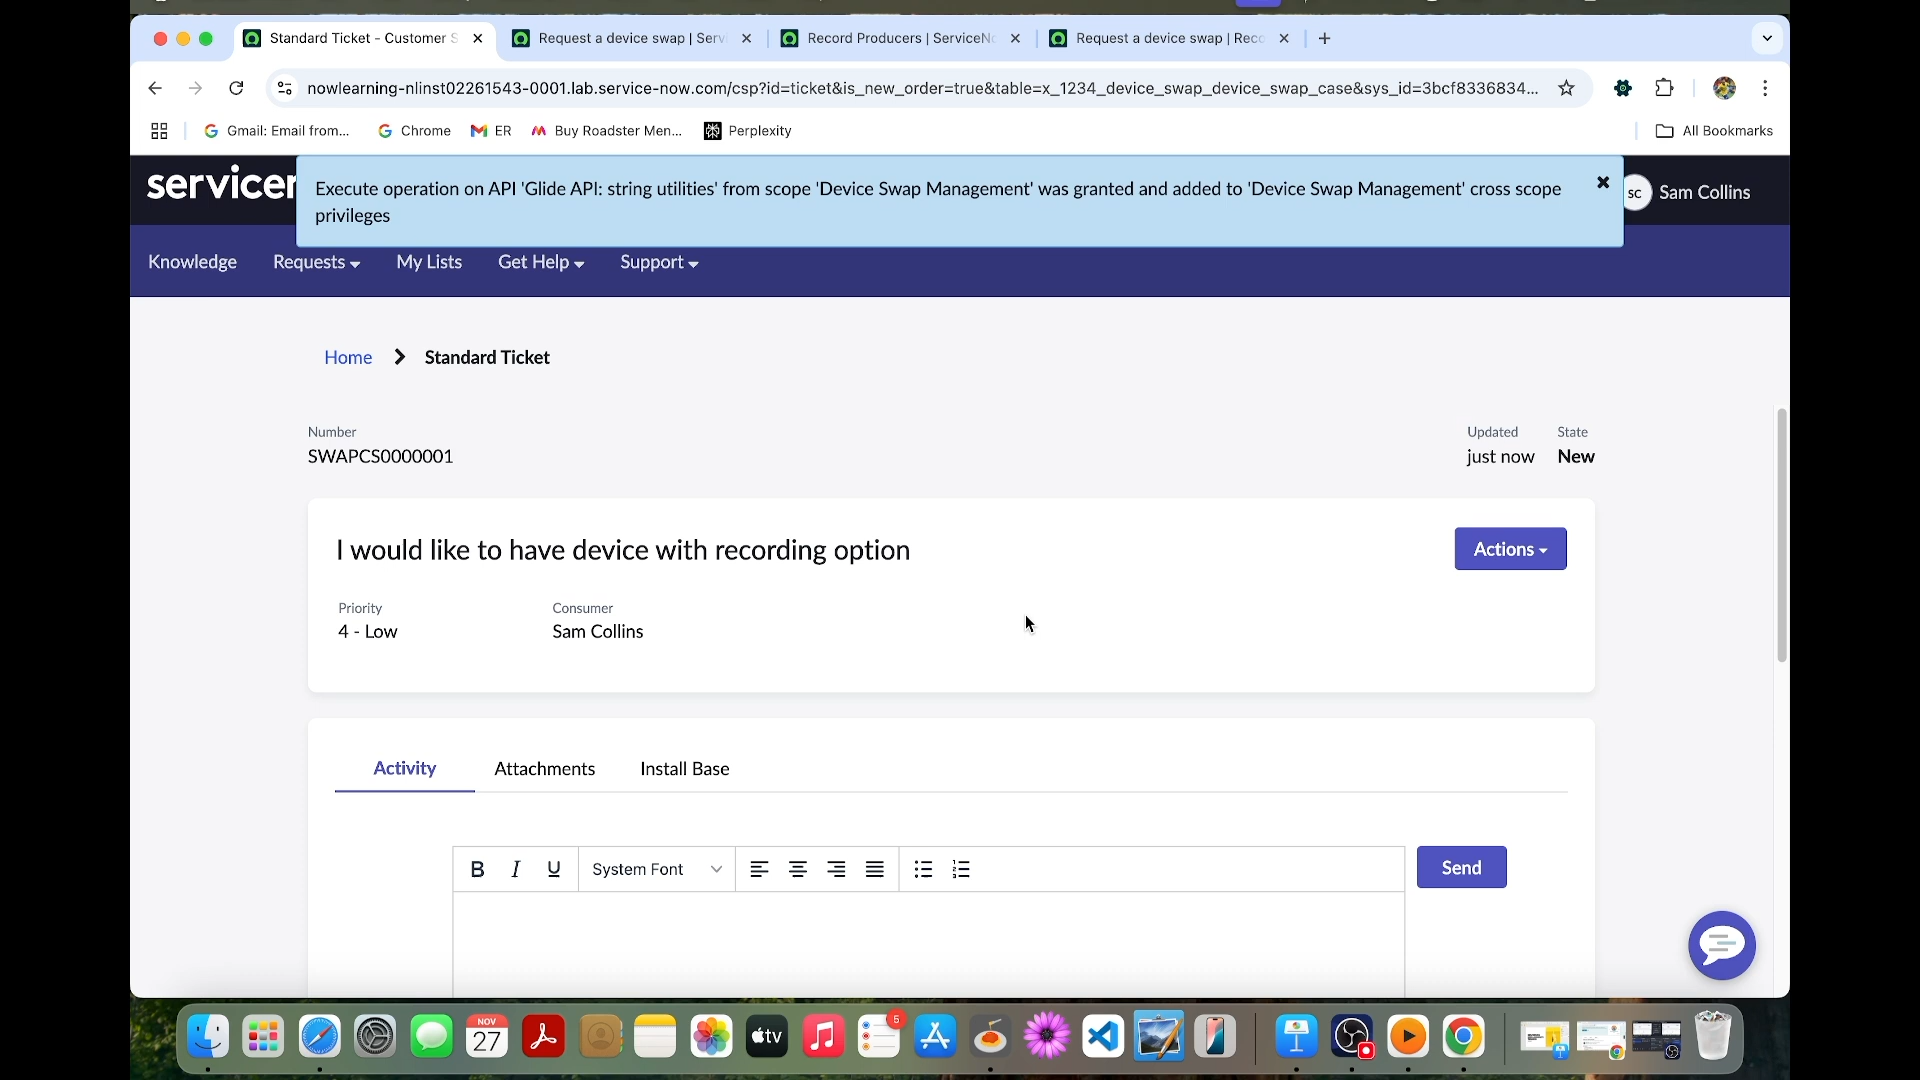 Standard Ticket - Customer S
Request a device swap | Serv
Record Producers | ServiceN
Request a device swap | Reco
nowlearning-nlinst02261543-0001.lab.service-now.com/csp?id=ticket&is_new_order=true&table=x_1234_device_swap_device_swap_case&sys_id=3bcf8336834...
Gmail: Email from...
Chrome
ER
Buy Roadster Men...
Perplexity
All Bookmarks
servicer
Execute operation on API 'Glide API: string utilities' from scope 'Device Swap Management' was granted and added to 'Device Swap Management' cross scope
privileges
SC
Sam Collins
Knowledge
Requests
My Lists
Get Help
Support
Home
Standard Ticket
Number
SWAPCS0000001
Updated
just now
State
New
I would like to have device with recording option
Actions
Priority
4 - Low
Consumer
Sam Collins
Activity
Attachments
Install Base
B I U
System Font
Send
NOV
27
tv
5